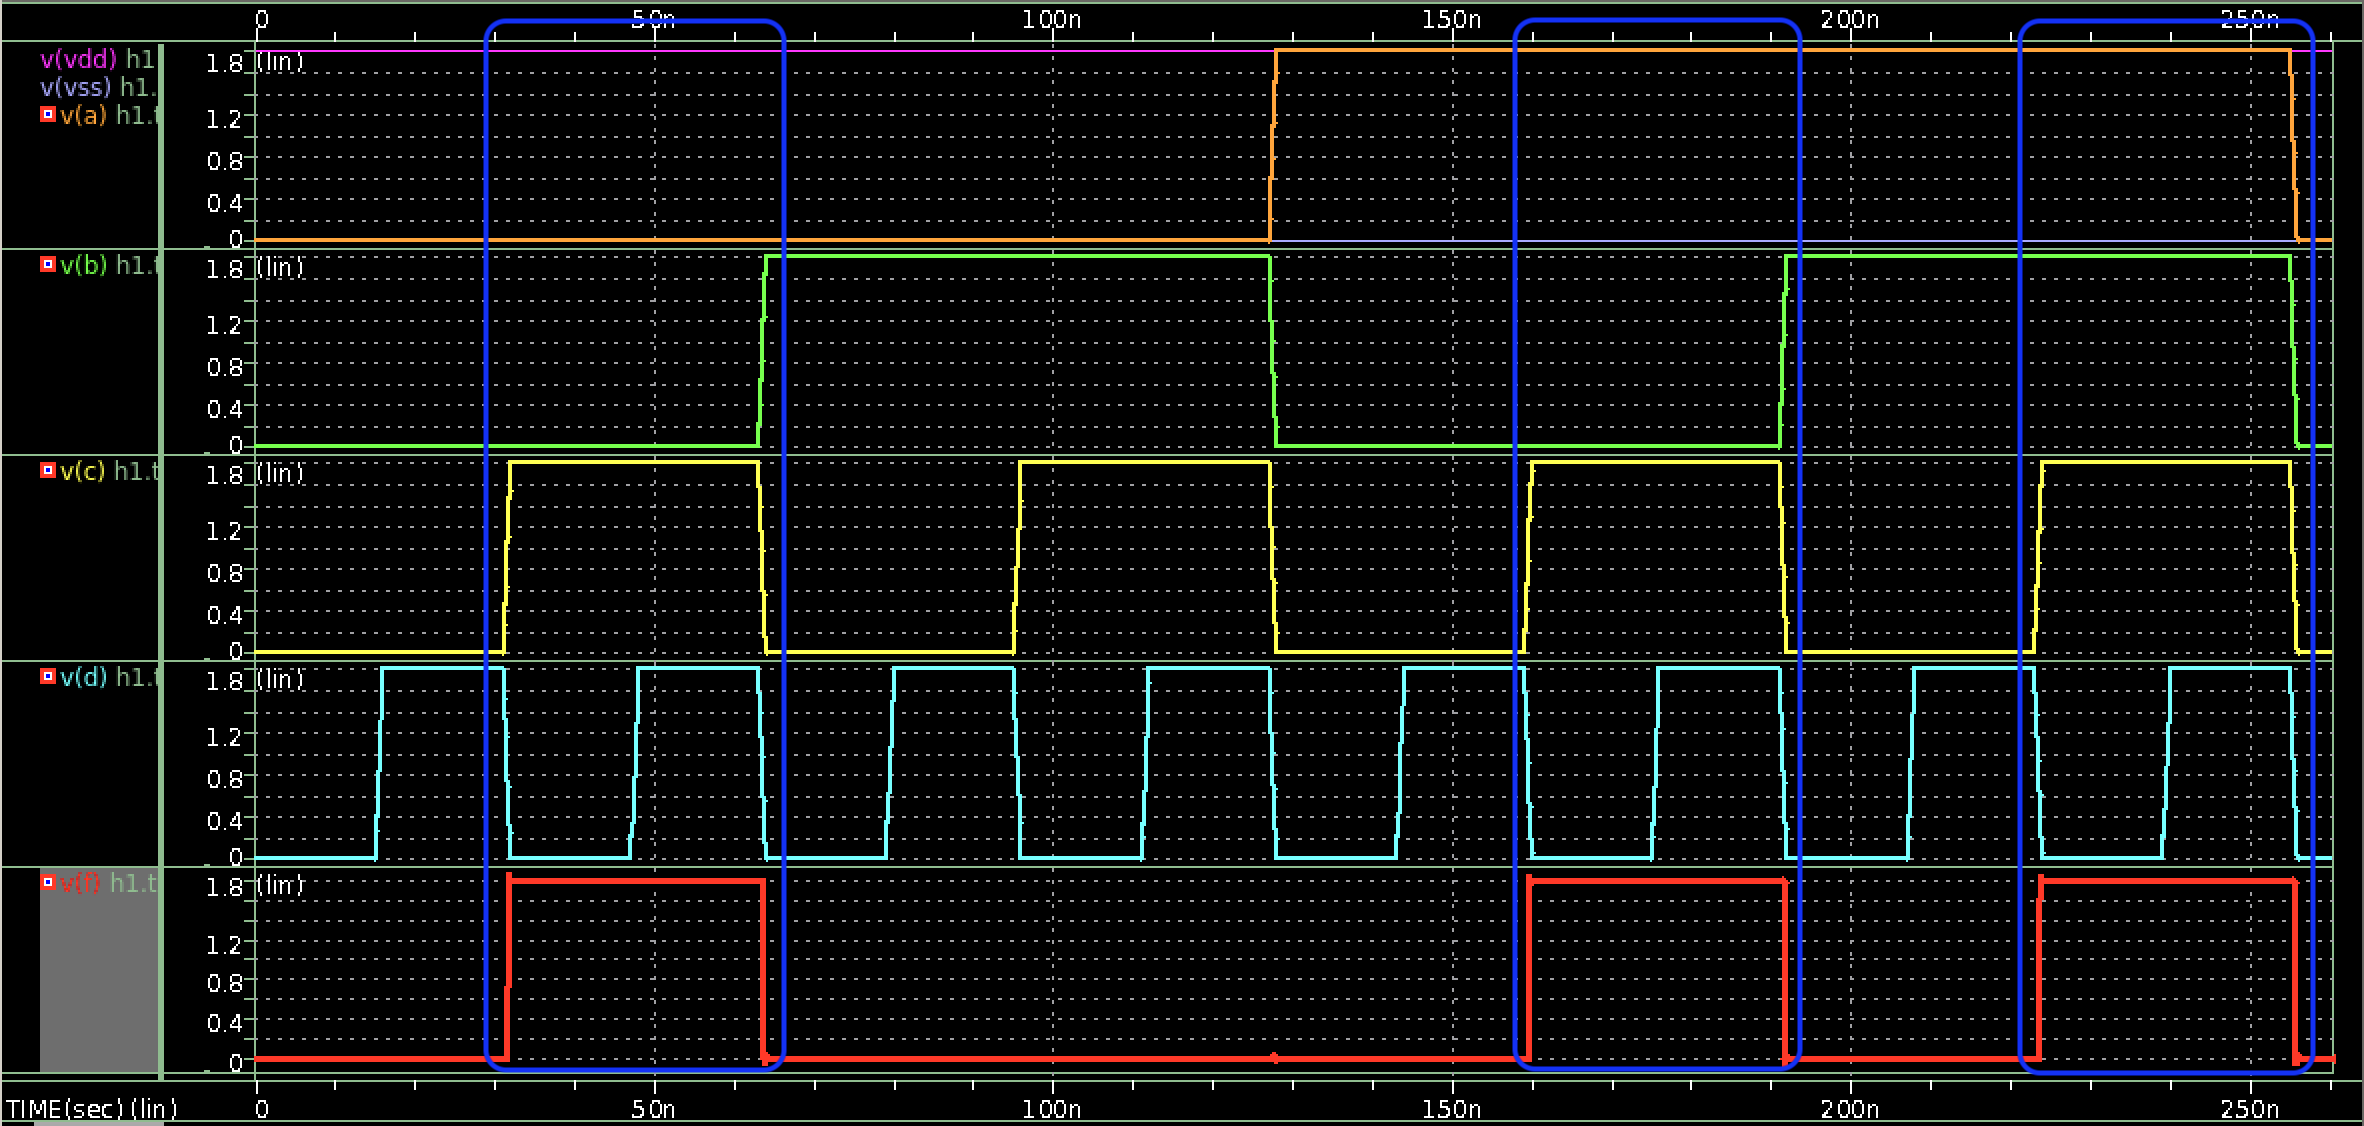 0 50n 100n 150n 200n 250n
v(vdd) h1
v(vss) h1.
v(a) h1.t
1.8 (lin)
1.2
0.8
0.4
0
v(b) h1.t
1.8 (lin)
1.2
0.8
0.4
0
v(c) h1.t
1.8 (lin)
1.2
0.8
0.4
0
v(d) h1.t
1.8 (lin)
1.2
0.8
0.4
0
v(f) h1.t
1.8 (lin)
1.2
0.8
0.4
0
TIME(sec) (lin) 0 50n 100n 150n 200n 250n